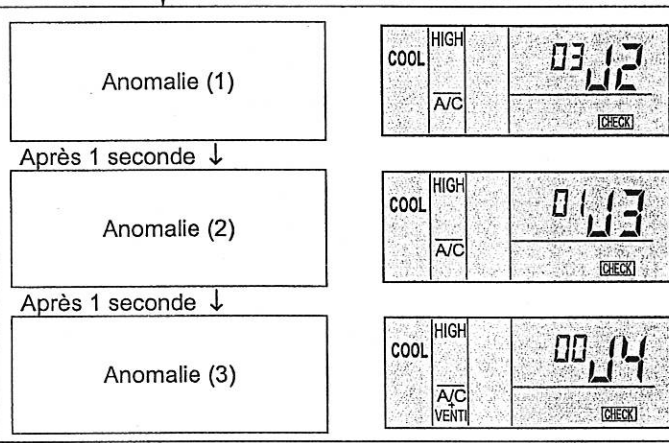 Anomalie (1)
COOL HIGH 03 J2
A/C CHECK
Après 1 seconde ↓
Anomalie (2)
COOL HIGH 01 J3
A/C CHECK
Après 1 seconde ↓
Anomalie (3)
COOL HIGH 00 J4
A/C
+
VENTI CHECK